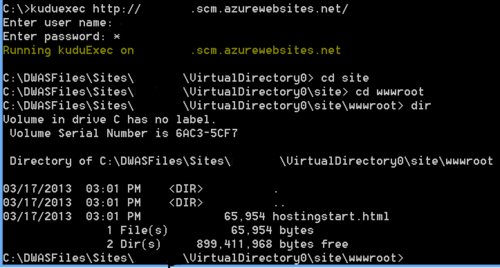 C:\>kuduexec http://       .scm.azurewebsites.net/
Enter user name:
Enter password: *
Running kuduExec on       .scm.azurewebsites.net
C:\DWASFiles\Sites\       \VirtualDirectory0> cd site
C:\DWASFiles\Sites\       \VirtualDirectory0\site> cd wwwroot
C:\DWASFiles\Sites\       \VirtualDirectory0\site\wwwroot> dir
Volume in drive C has no label.
Volume Serial Number is 6AC3-5CF7
Directory of C:\DWASFiles\Sites\       \VirtualDirectory0\site\wwwroot
03/17/2013  03:01 PM    <DIR>          .
03/17/2013  03:01 PM    <DIR>          ..
03/17/2013  03:01 PM            65,954 hostingstart.html
1 File(s)         65,954 bytes
2 Dir(s)     899,411,968 bytes free
C:\DWASFiles\Sites\       \VirtualDirectory0\site\wwwroot>